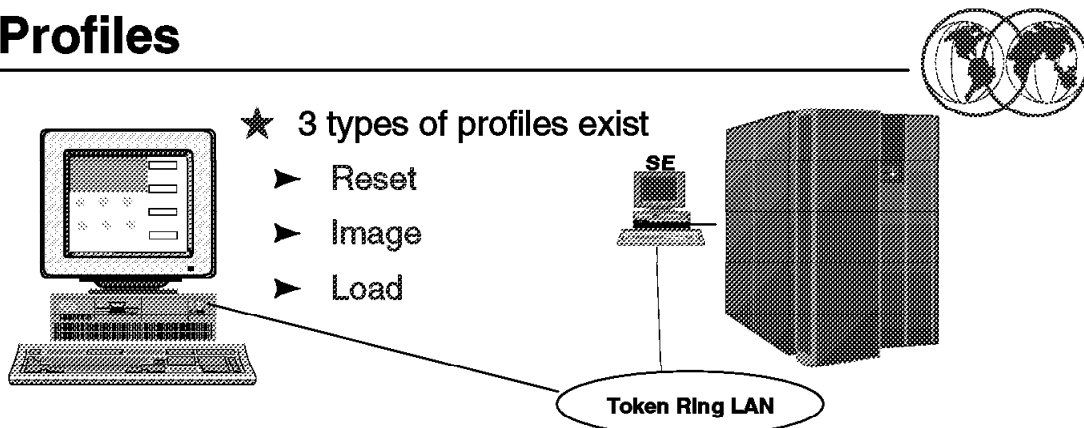 Profiles
3 types of profiles exist
Reset
Image
Load
SE
Token Ring LAN